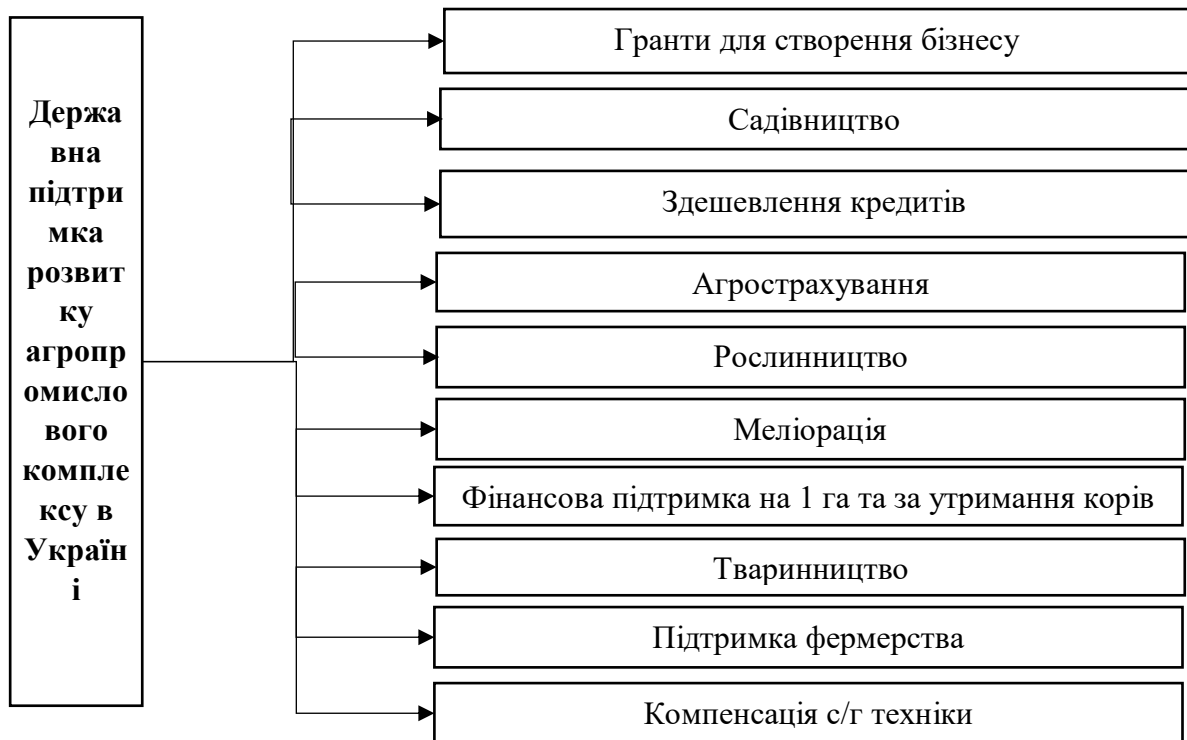 Держа
вна
підтри
мка
розвит
ку
агропр
омисло
вого
компле
ксу в
Україн
і
Гранти для створення бізнесу
Садівництво
Здешевлення кредитів
Агрострахування
Рослинництво
Меліорація
Фінансова підтримка на 1 га та за утримання корів
Тваринництво
Підтримка фермерства
Компенсація с/г техніки